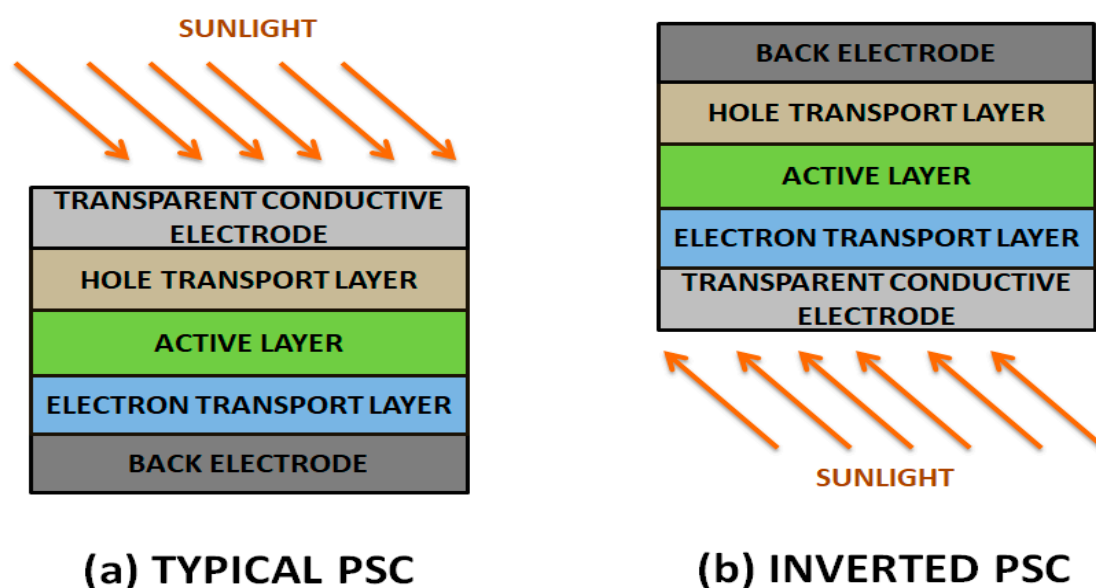 SUNLIGHT
TRANSPARENT CONDUCTIVE
ELECTRODE
HOLE TRANSPORT LAYER
ACTIVE LAYER
ELECTRON TRANSPORT LAYER
BACK ELECTRODE
(a) TYPICAL PSC
BACK ELECTRODE
HOLE TRANSPORT LAYER
ACTIVE LAYER
ELECTRON TRANSPORT LAYER
TRANSPARENT CONDUCTIVE
ELECTRODE
SUNLIGHT
(b) INVERTED PSC